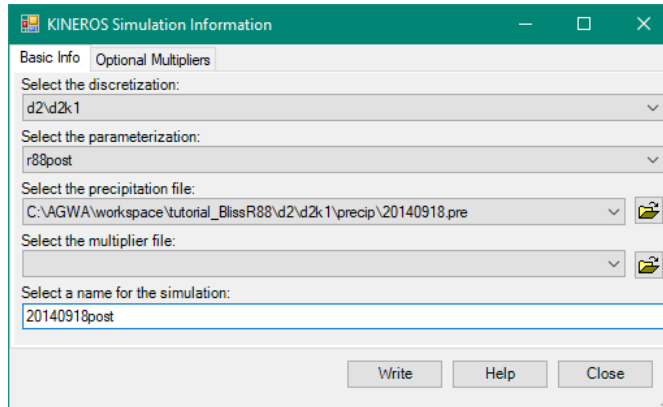 KINEROS Simulation Information
Basic Info Optional Multipliers
Select the discretization:
d2\d2k1
Select the parameterization:
r88post
Select the precipitation file:
C:\AGWA\workspace\tutorial_BlissR88\d2\d2k1\precip\20140918.pre
Select the multiplier file:
Select a name for the simulation:
20140918post
Write Help Close